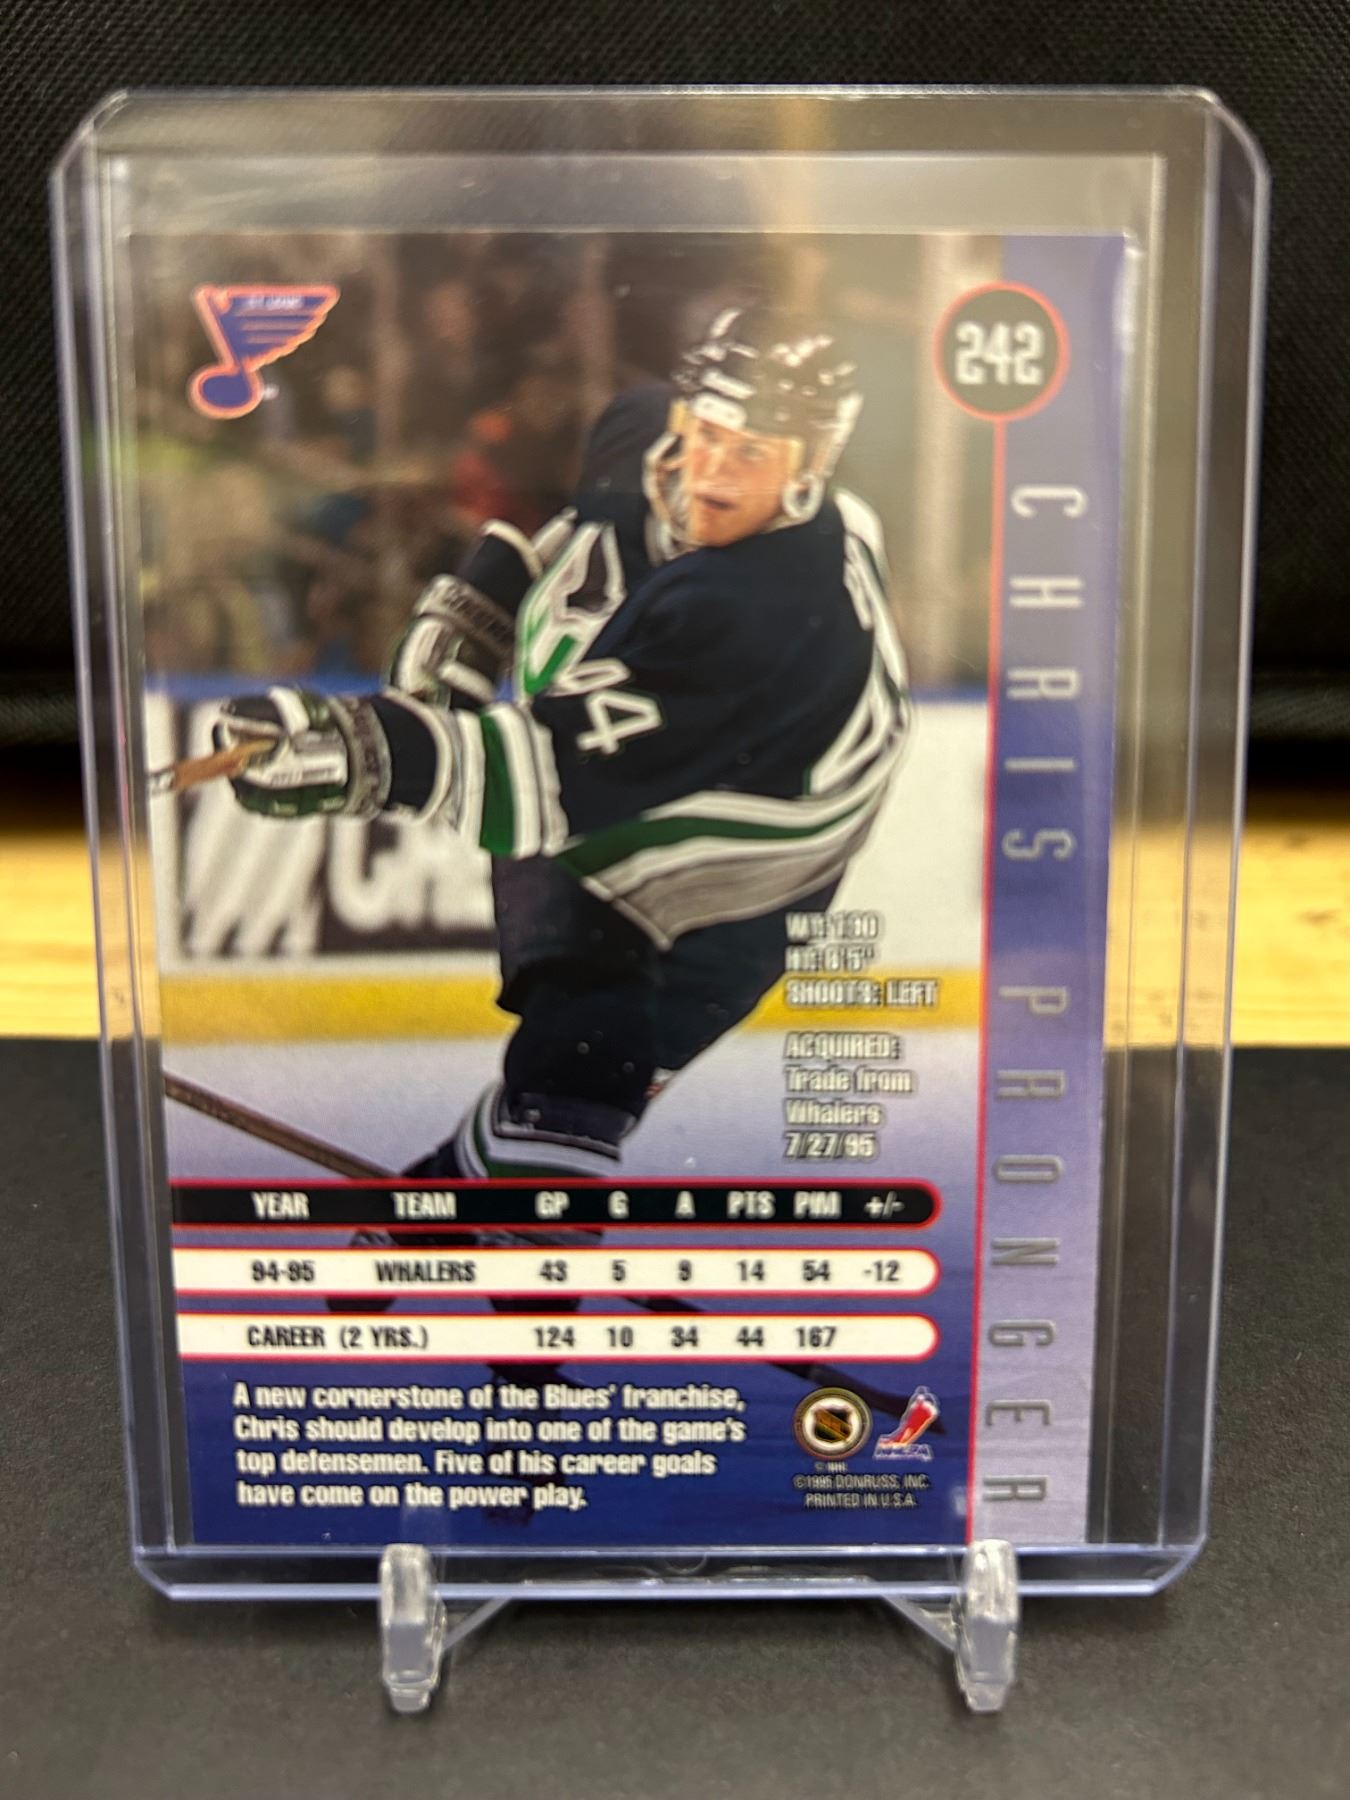 242
CHRIS PRONGER
44
WT: 190
HT: 6'5"
SHOOTS: LEFT
ACQUIRED:
Trade from
Whalers
7/27/95
YEAR TEAM GP G A PTS PIM +/-
94-95 WHALERS 43 5 9 14 54 -12
CAREER (2 YRS.) 124 10 34 44 167
A new cornerstone of the Blues' franchise,
Chris should develop into one of the game's
top defensemen. Five of his career goals
have come on the power play.
NHLPA
© NHL
©1995 DONRUSS, INC.
PRINTED IN U.S.A.